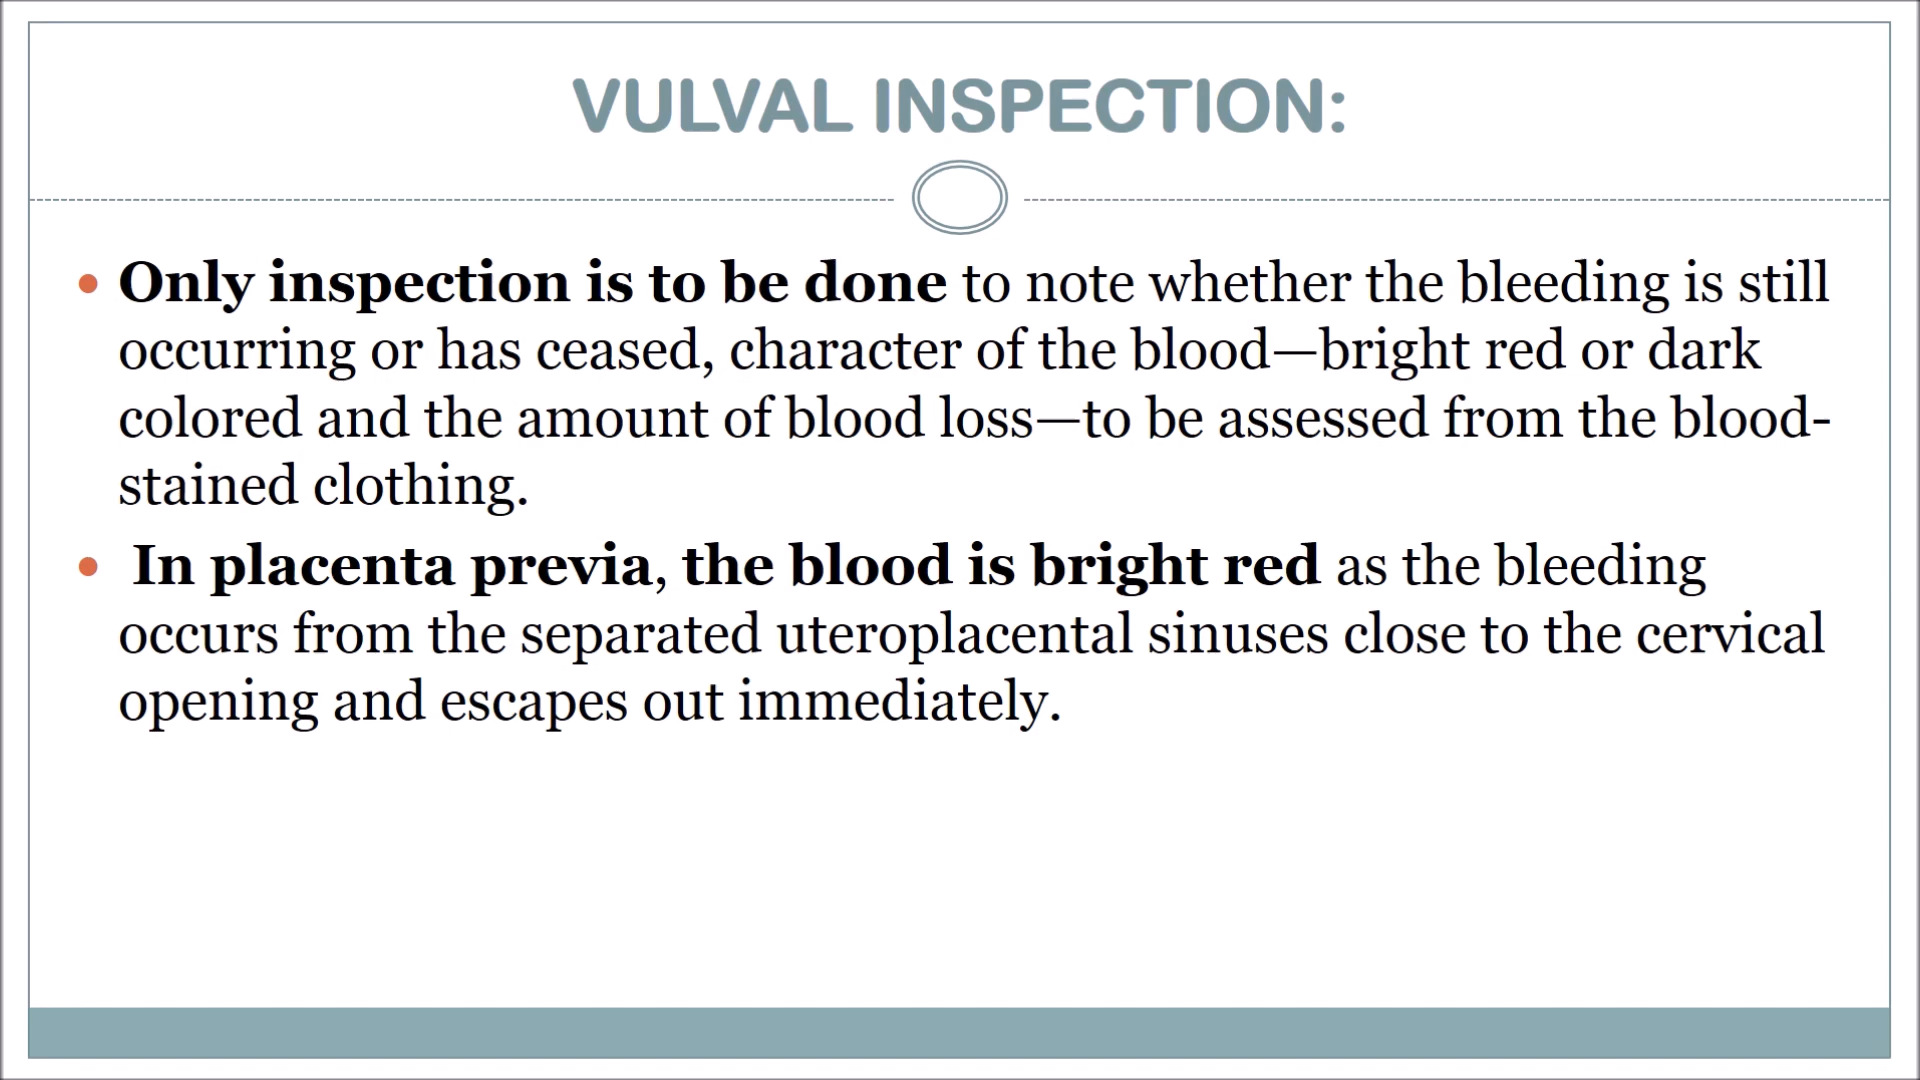 VULVAL INSPECTION:
• Only inspection is to be done to note whether the bleeding is still
occurring or has ceased, character of the blood—bright red or dark
colored and the amount of blood loss—to be assessed from the blood-
stained clothing.
• In placenta previa, the blood is bright red as the bleeding
occurs from the separated uteroplacental sinuses close to the cervical
opening and escapes out immediately.